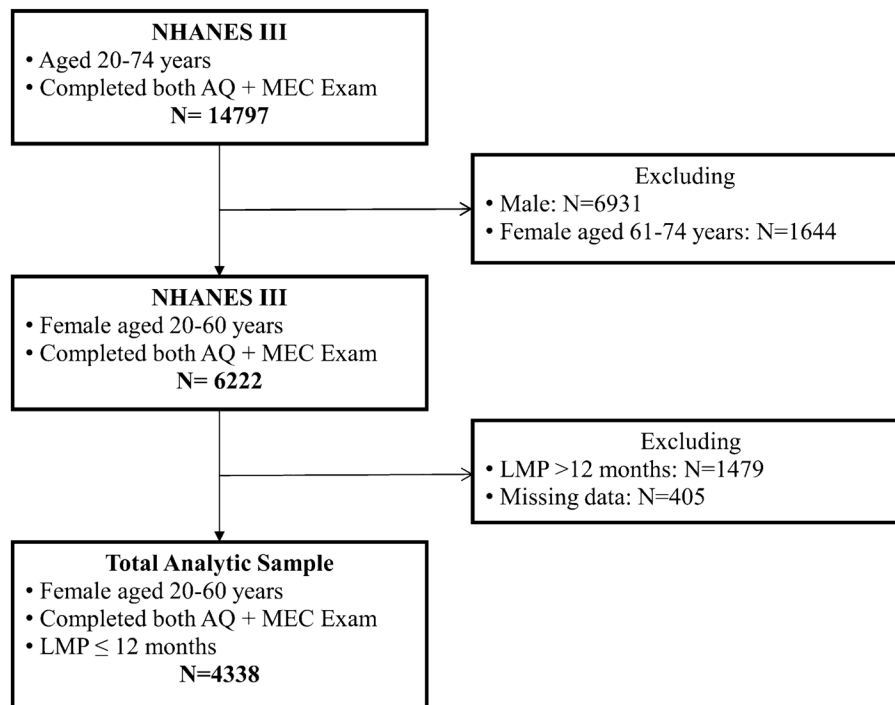 NHANES III
• Aged 20-74 years
• Completed both AQ + MEC Exam
N= 14797
Excluding
• Male: N=6931
• Female aged 61-74 years: N=1644
NHANES III
• Female aged 20-60 years
• Completed both AQ + MEC Exam
N= 6222
Excluding
• LMP >12 months: N=1479
• Missing data: N=405
Total Analytic Sample
• Female aged 20-60 years
• Completed both AQ + MEC Exam
• LMP ≤ 12 months
N=4338